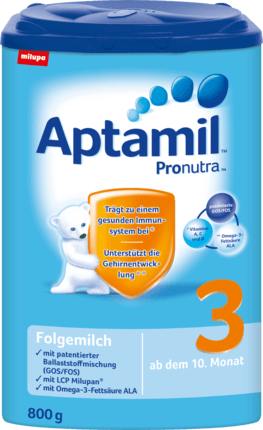 milupa
Aptamil™
Pronutra™
Trägt zu einem
gesunden Immun-
system bei*
Unterstützt die
Gehirnentwick-
lung**
patentierte
GOS/FOS
* Vitamine
A, C
und D
** Omega-3-
Fettsäure
ALA
3
Folgemilch
ab dem 10. Monat
✓ mit patentierter
Ballaststoffmischung
(GOS/FOS)
✓ mit LCP Milupan®
✓ mit Omega-3-Fettsäure ALA
800 g